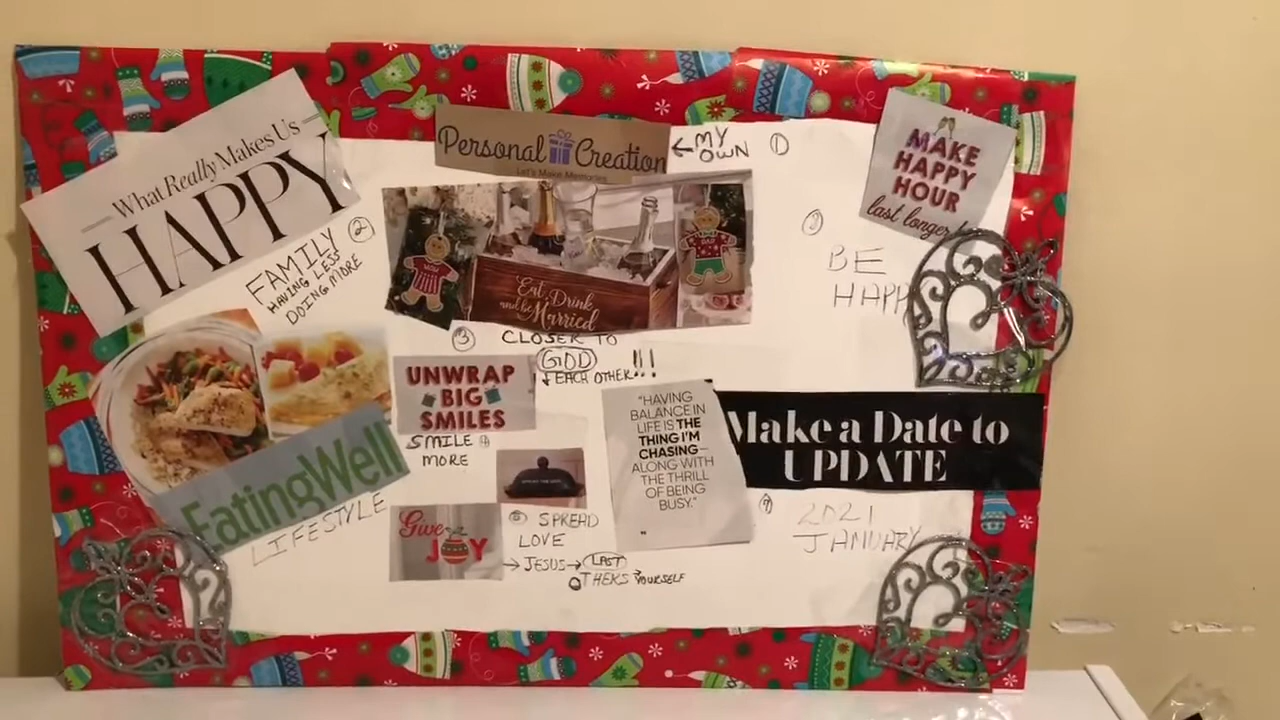 What Really Makes Us
HAPPY
② FAMILY
HAVING LESS
DOING MORE
Personal Creation
Let's Make Memories
← MY OWN ①
MOM
DAD
Eat, Drink
and be Married
③ CLOSER TO
GOD !!!
↓ EACH OTHER
UNWRAP
BIG
SMILES
SMILE ④
MORE
EatingWell
LIFESTYLE
Give
JOY
SPREAD
LOVE
→ JESUS → LAST
OTHERS → YOURSELF
"HAVING
BALANCE IN
LIFE IS THE
THING I'M
CHASING—
ALONG WITH
THE THRILL
OF BEING
BUSY."
MAKE
HAPPY
HOUR
last longer!
BE
HAPP
Make a Date to
UPDATE
2021
JANUARY